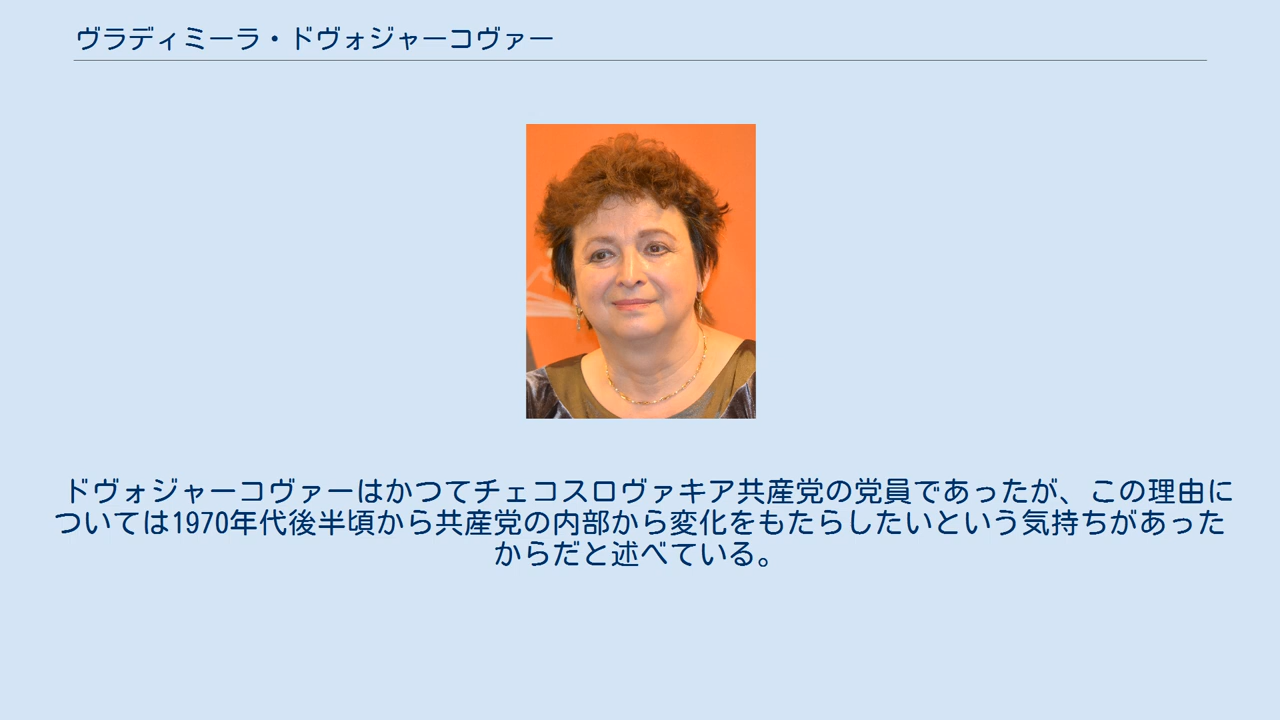 ヴラディミーラ・ドヴォジャーコヴァー
ドヴォジャーコヴァーはかつてチェコスロヴァキア共産党の党員であったが、この理由に
ついては1970年代後半頃から共産党の内部から変化をもたらしたいという気持ちがあった
からだと述べている。